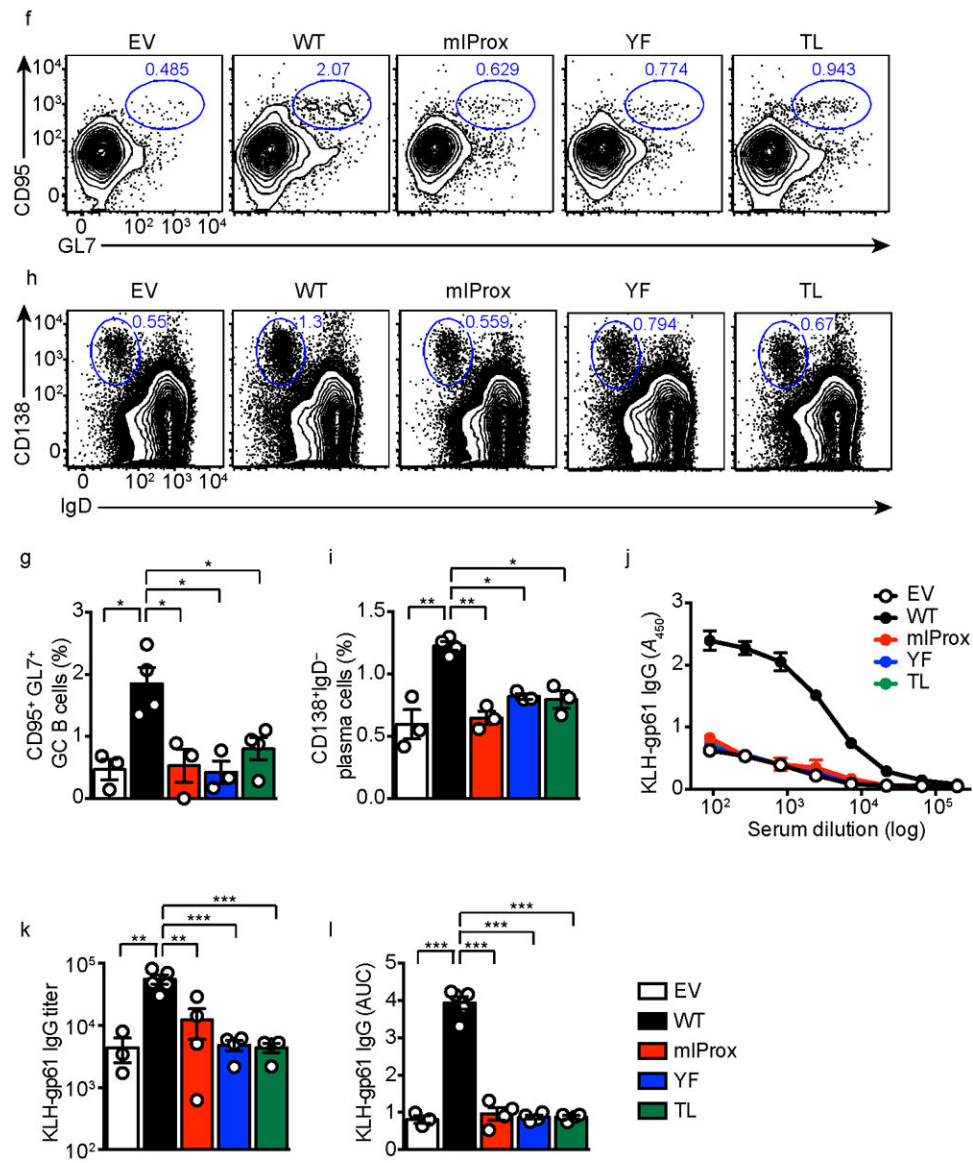 f
EV WT mIProx YF TL
0.485 2.07 0.629 0.774 0.943
10⁴
10³
10²
0
CD95
0 10² 10³ 10⁴
GL7
h
EV WT mIProx YF TL
0.55 1.3 0.559 0.794 0.67
10⁴
10³
10²
0
CD138
0 10² 10³ 10⁴
IgD
g
*
*
* *
CD95⁺ GL7⁺
GC B cells (%)
3
2
1
0
i
*
*
** **
CD138⁺IgD⁻
plasma cells (%)
1.5
1.0
0.5
0.0
j
EV
WT
mIProx
YF
TL
KLH-gp61 IgG (A₄₅₀)
3
2
1
0
10² 10³ 10⁴ 10⁵
Serum dilution (log)
k
***
***
** **
KLH-gp61 IgG titer
10⁵
10⁴
10³
10²
l
***
***
*** ***
KLH-gp61 IgG (AUC)
5
4
3
2
1
0
EV
WT
mIProx
YF
TL